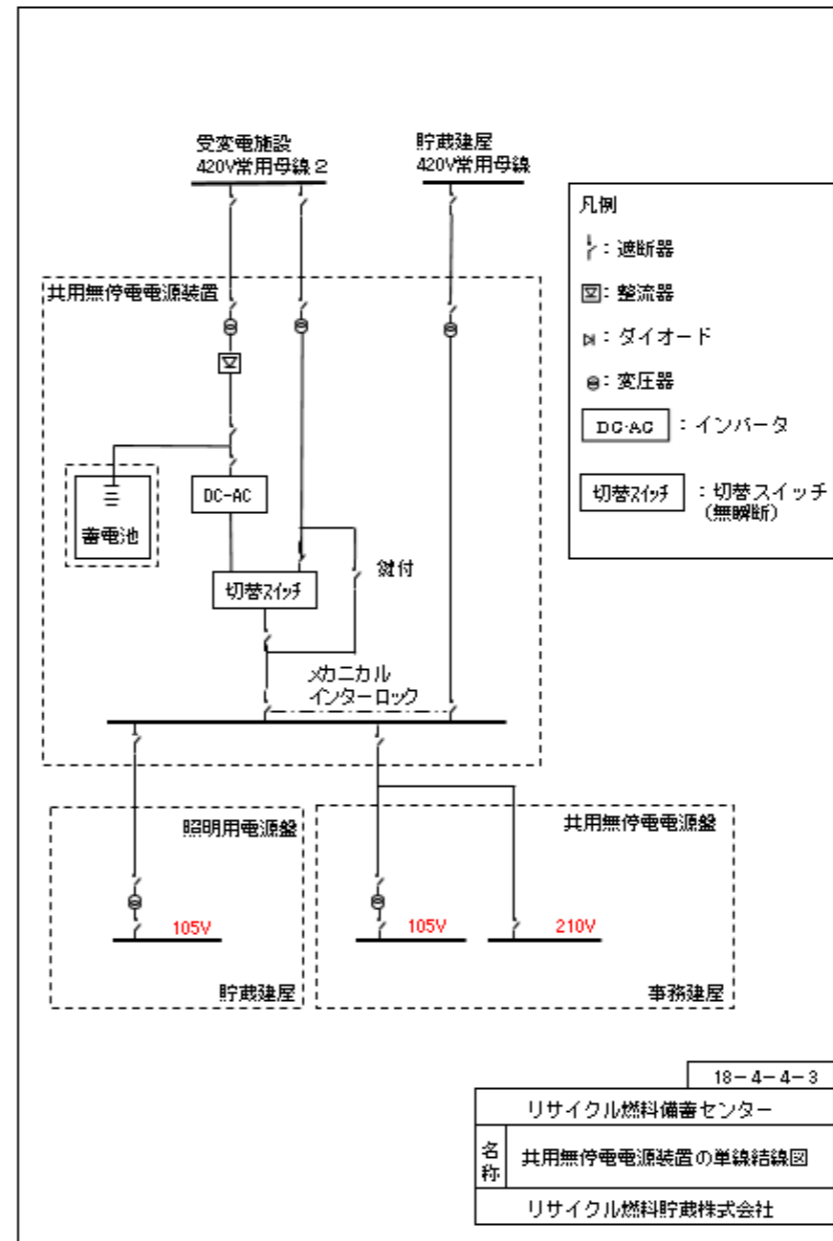 受変電施設
420V常用母線2
貯蔵建屋
420V常用母線
凡例
：遮断器
：整流器
：ダイオード
：変圧器
DC-AC：インバータ
切替スイッチ：切替スイッチ
(無瞬断)
共用無停電電源装置
DC-AC
蓄電池
切替スイッチ
鍵付
メカニカル
インターロック
照明用電源盤
105V
貯蔵建屋
共用無停電電源盤
105V
210V
事務建屋
18-4-4-3
リサイクル燃料備蓄センター
名称
共用無停電電源装置の単線結線図
リサイクル燃料貯蔵株式会社